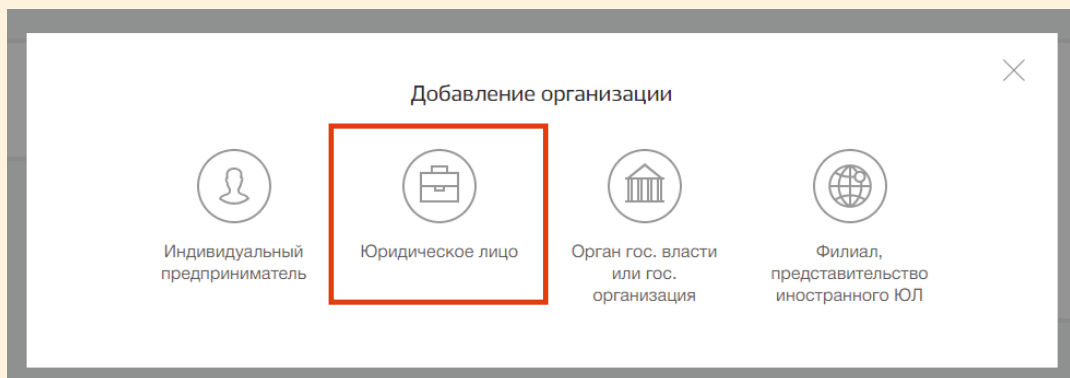 Добавление организации
Индивидуальный
предприниматель
Юридическое лицо
Орган гос. власти
или гос.
организация
Филиал,
представительство
иностранного ЮЛ